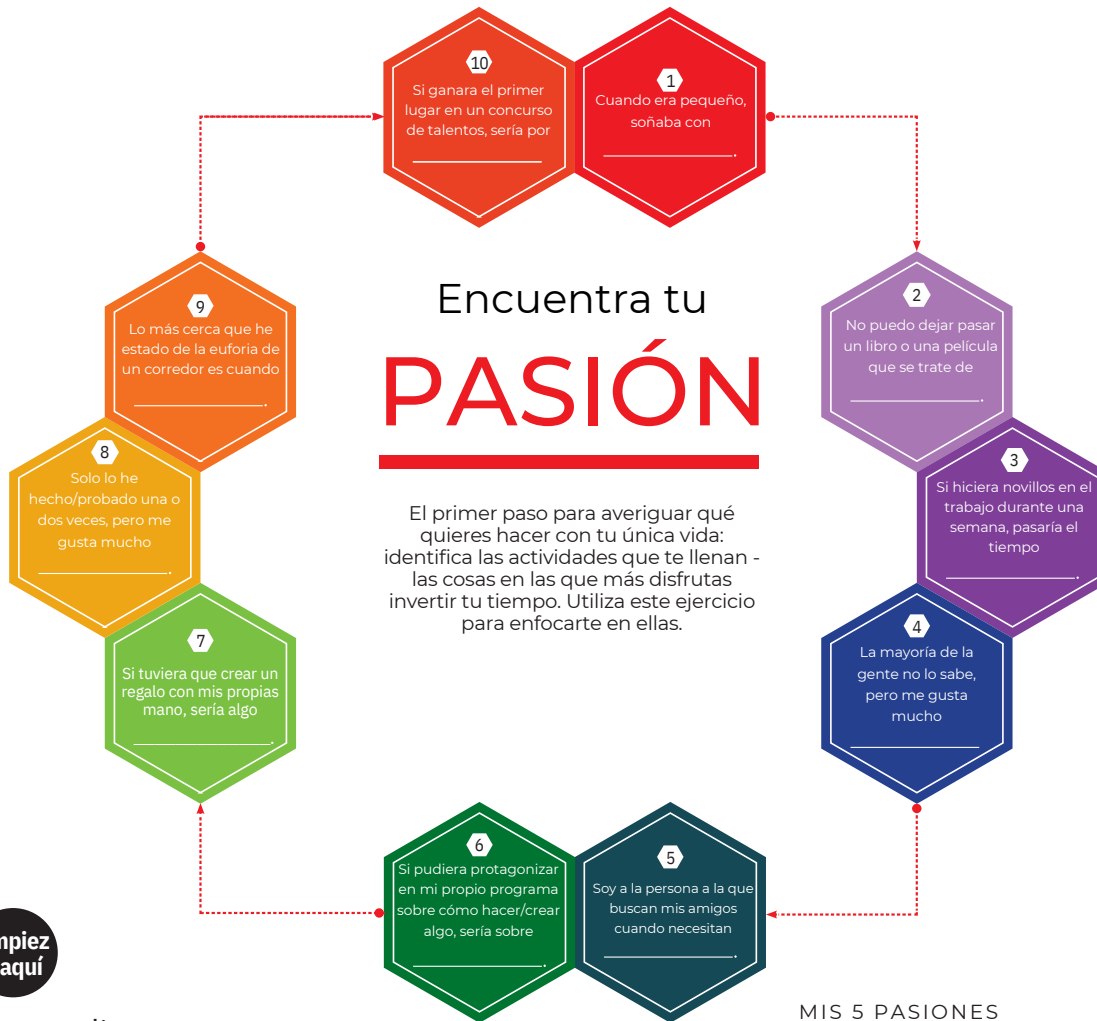 Encuentra tu
PASIÓN
El primer paso para averiguar qué
quieres hacer con tu única vida:
identifica las actividades que te llenan -
las cosas en las que más disfrutas
invertir tu tiempo. Utiliza este ejercicio
para enfocarte en ellas.
1
Cuando era pequeño,
soñaba con
.
2
No puedo dejar pasar
un libro o una película
que se trate de
.
3
Si hiciera novillos en el
trabajo durante una
semana, pasaría el
tiempo
.
4
La mayoría de la
gente no lo sabe,
pero me gusta
mucho
5
Soy a la persona a la que
buscan mis amigos
cuando necesitan
.
6
Si pudiera protagonizar
en mi propio programa
sobre cómo hacer/crear
algo, sería sobre
.
7
Si tuviera que crear un
regalo con mis propias
mano, sería algo
.
8
Solo lo he
hecho/probado una o
dos veces, pero me
gusta mucho
.
9
Lo más cerca que he
estado de la euforia de
un corredor es cuando
.
10
Si ganara el primer
lugar en un concurso
de talentos, sería por
mpiez
aquí
MIS 5 PASIONES